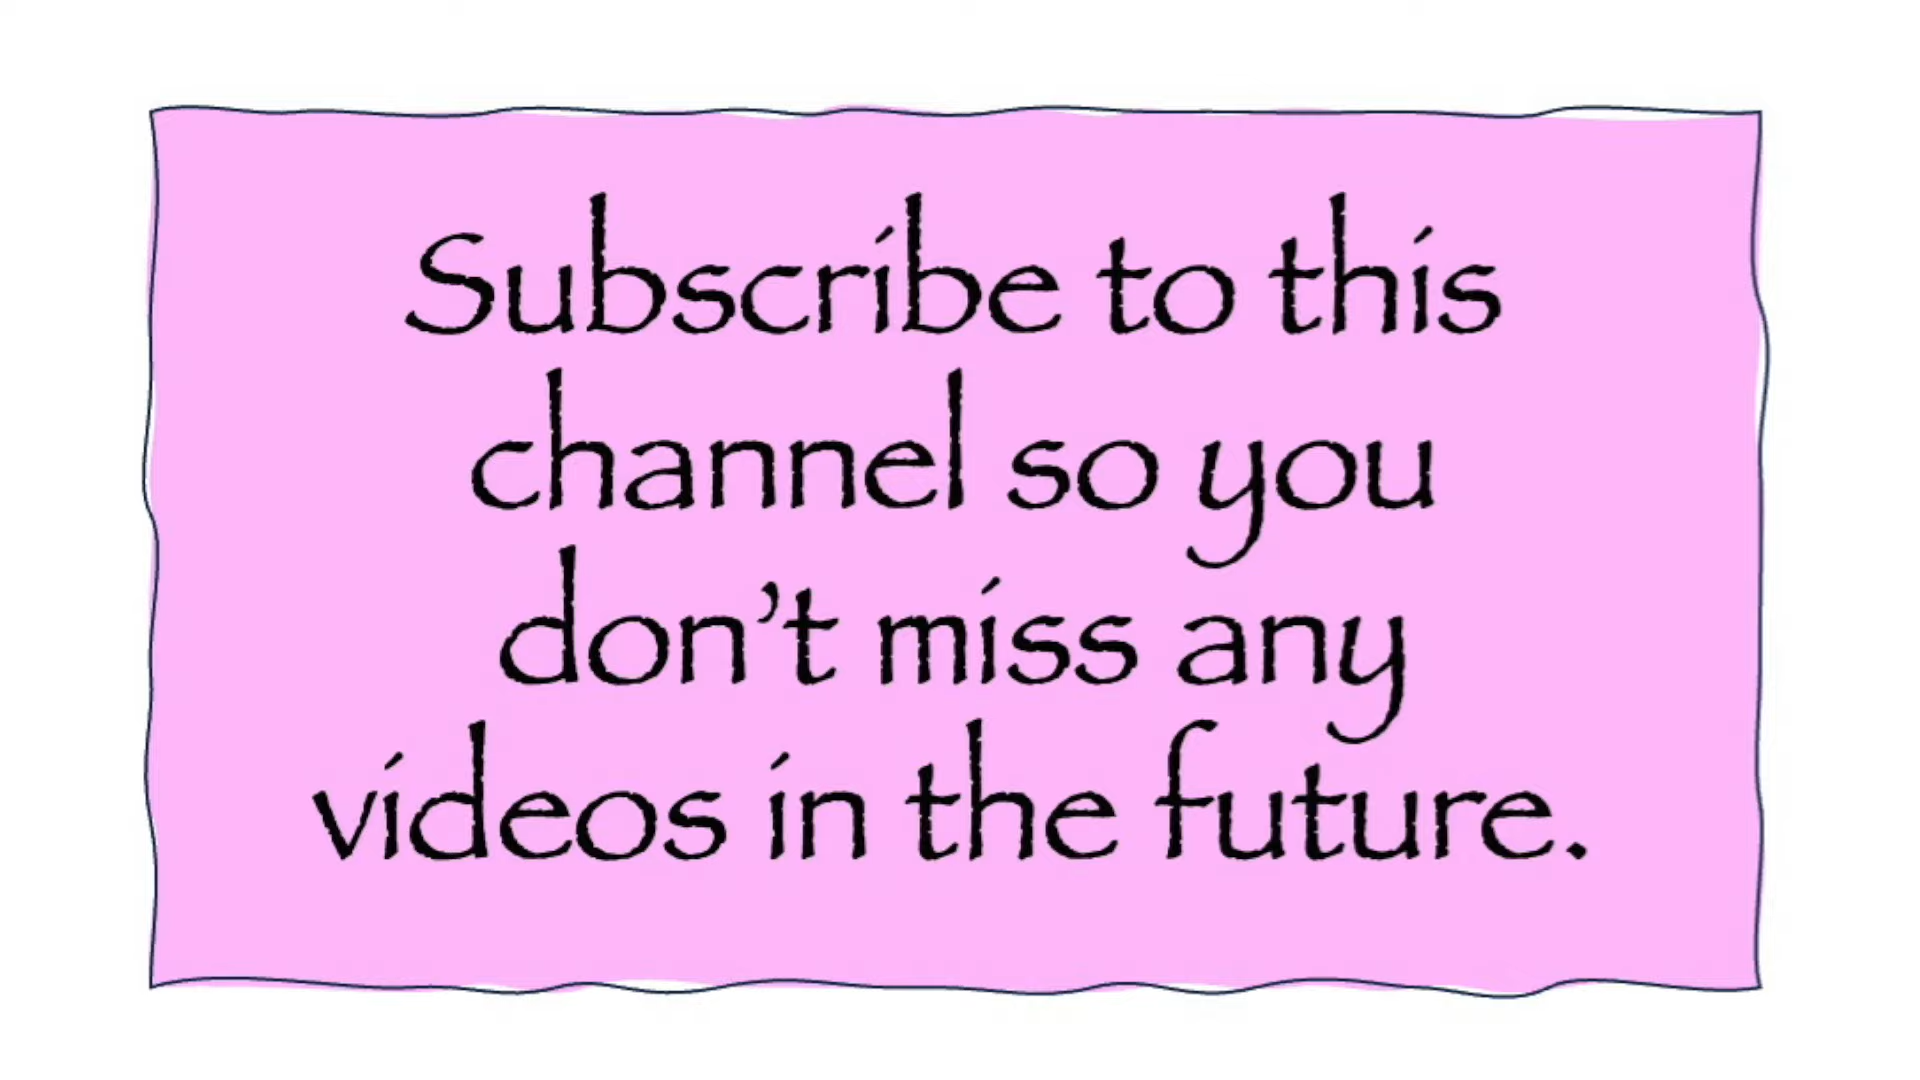 Subscribe to this
channel so you
don’t miss any
videos in the future.